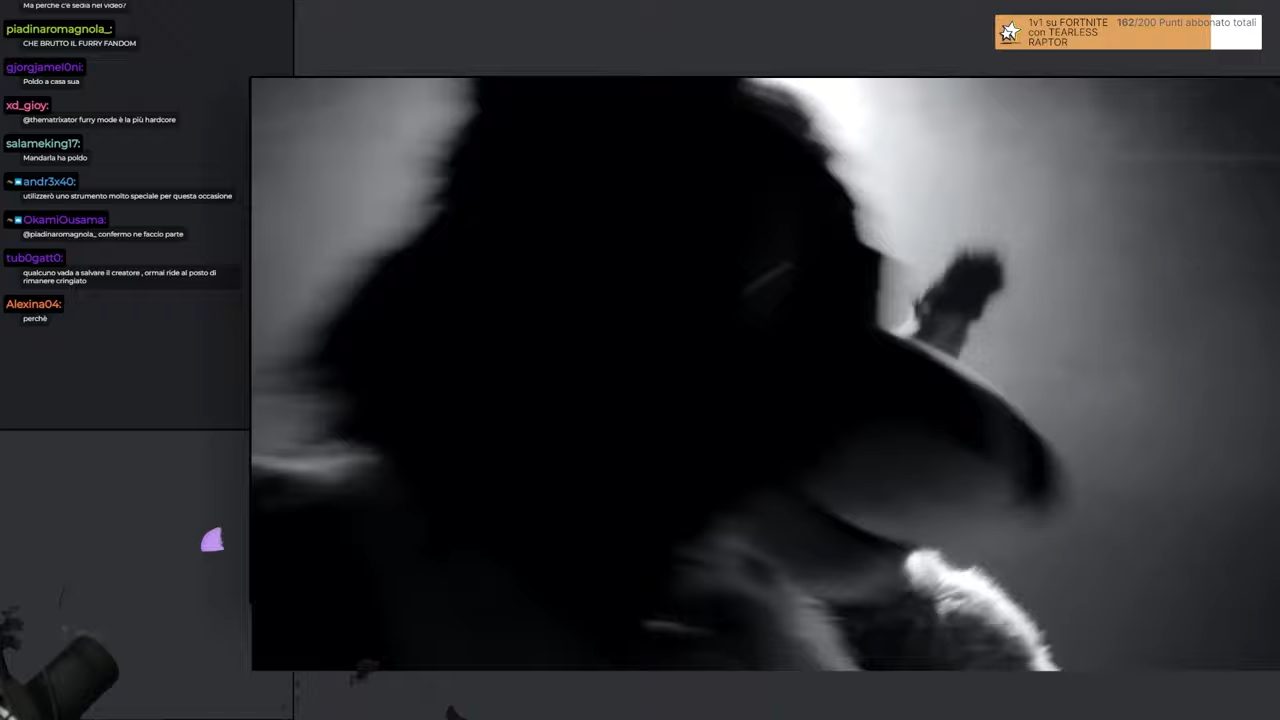 Ma perche c'è sedia nel video?
piadinaromagnola_:
CHE BRUTTO IL FURRY FANDOM
gjorgjamel0ni:
Poldo a casa sua
xd_gioy:
@thematrixator furry mode è la più hardcore
salameking17:
Mandarla ha poldo
andr3x40:
utilizzerò uno strumento molto speciale per questa occasione
OkamiOusama:
@piadinaromagnola_ confermo ne faccio parte
tub0gatt0:
qualcuno vada a salvare il creatore , ormai ride al posto di
rimanere cringiato
Alexina04:
perchè
1v1 su FORTNITE 162/200 Punti abbonato totali
con TEARLESS
RAPTOR